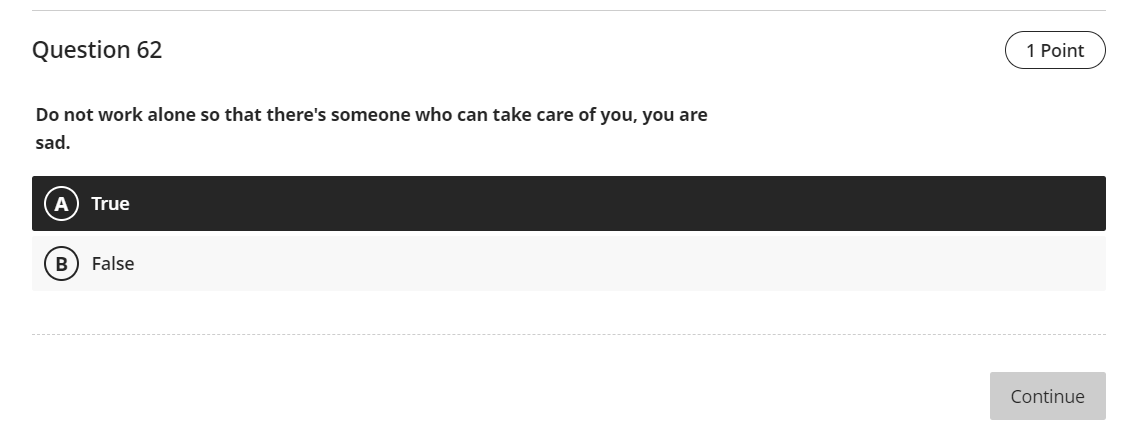 Question 62
1 Point
Do not work alone so that there's someone who can take care of you, you are
sad.
A True
B False
Continue